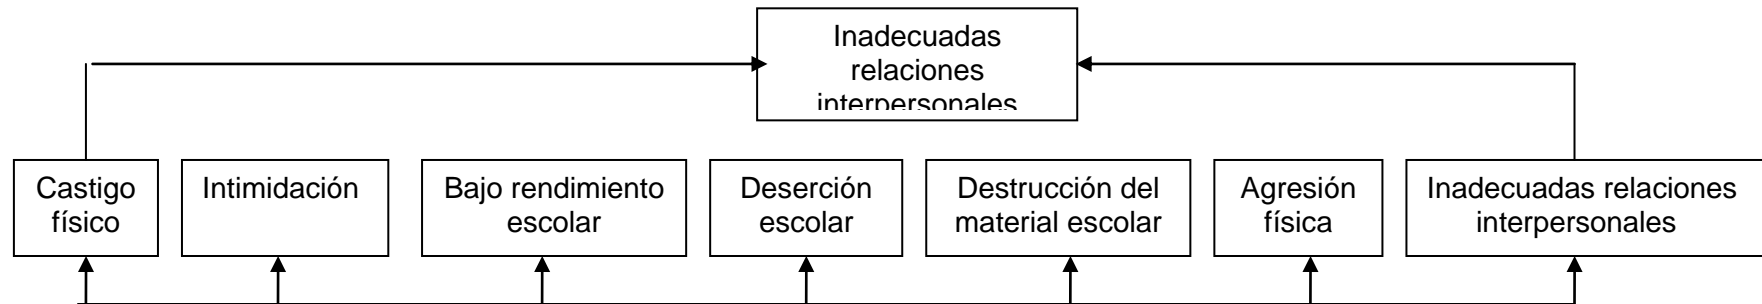 Inadecuadas
relaciones
interpersonales
Castigo
físico
Intimidación
Bajo rendimiento
escolar
Deserción
escolar
Destrucción del
material escolar
Agresión
física
Inadecuadas relaciones
interpersonales